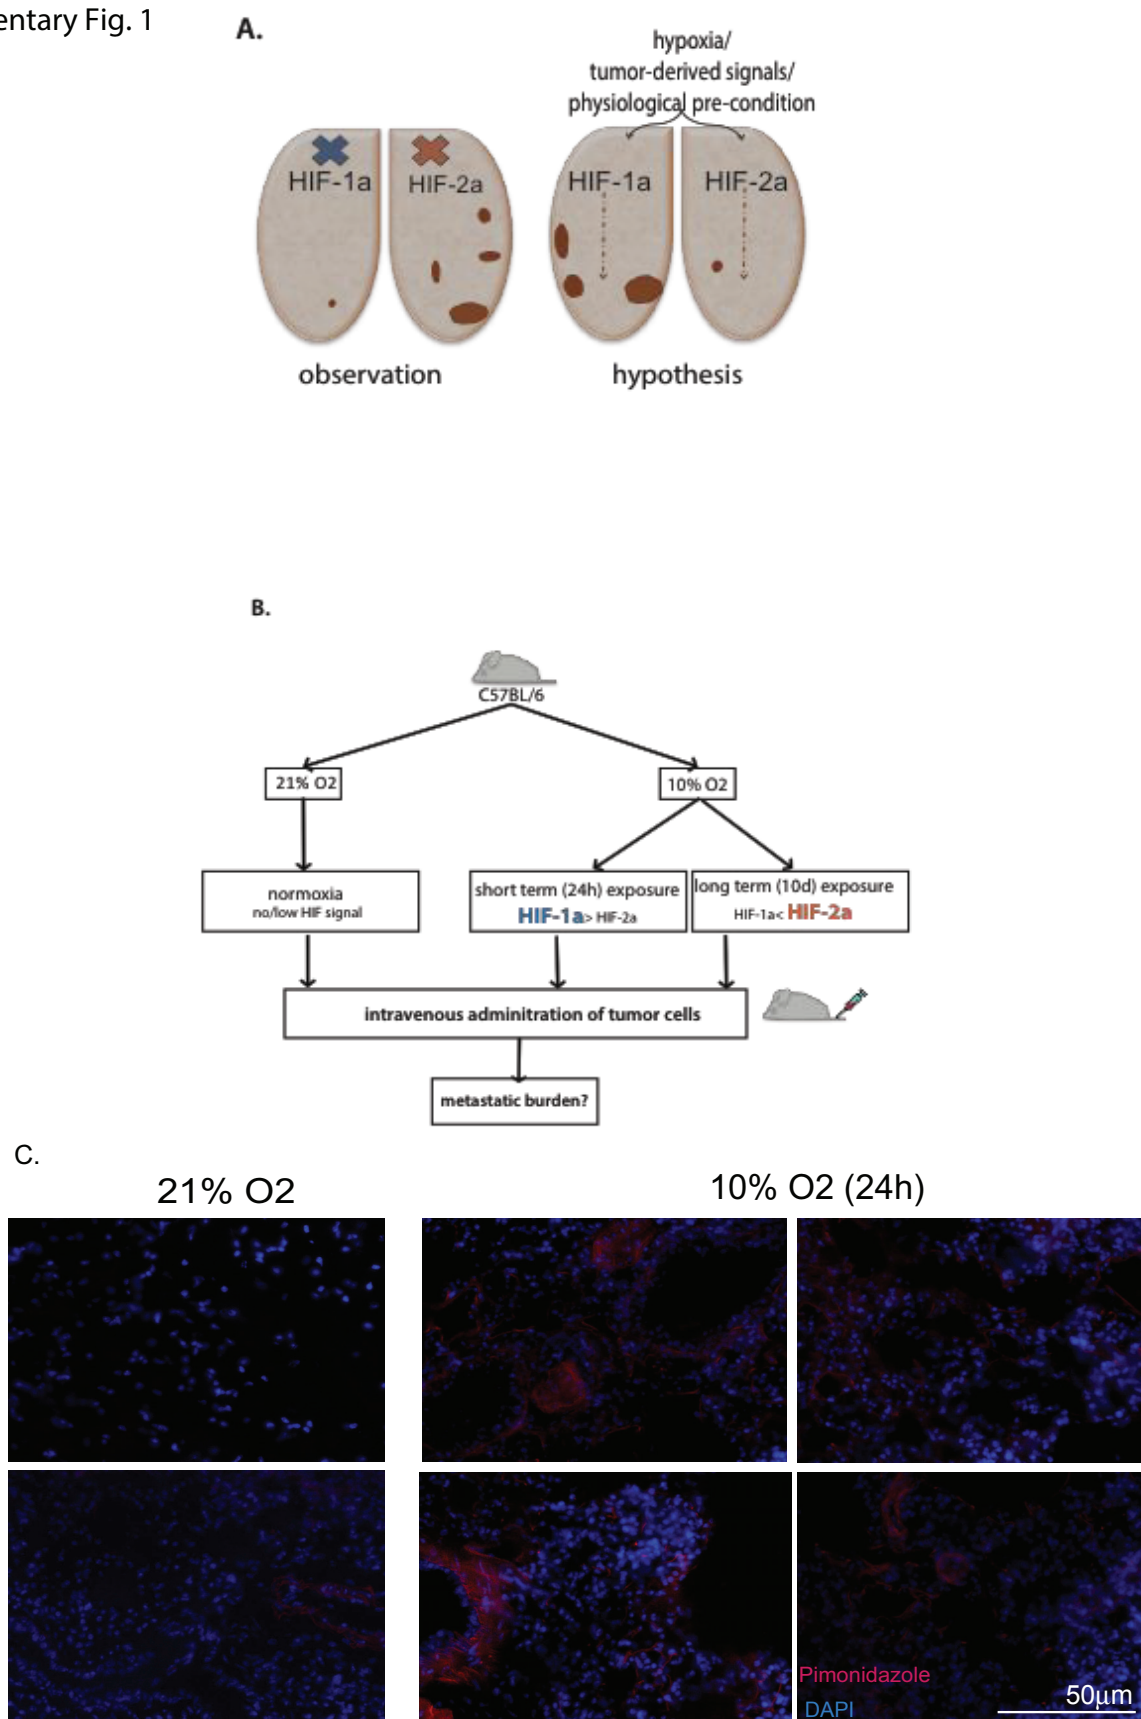 entary Fig. 1
A.
hypoxia/
tumor-derived signals/
physiological pre-condition
HIF-1a
HIF-2a
HIF-1a
HIF-2a
observation
hypothesis
B.
C57BL/6
21% O2
10% O2
normoxia
no/low HIF signal
short term (24h) exposure
HIF-1a> HIF-2a
long term (10d) exposure
HIF-1a< HIF-2a
intravenous adminitration of tumor cells
metastatic burden?
C.
21% O2
10% O2 (24h)
Pimonidazole
DAPI
50µm